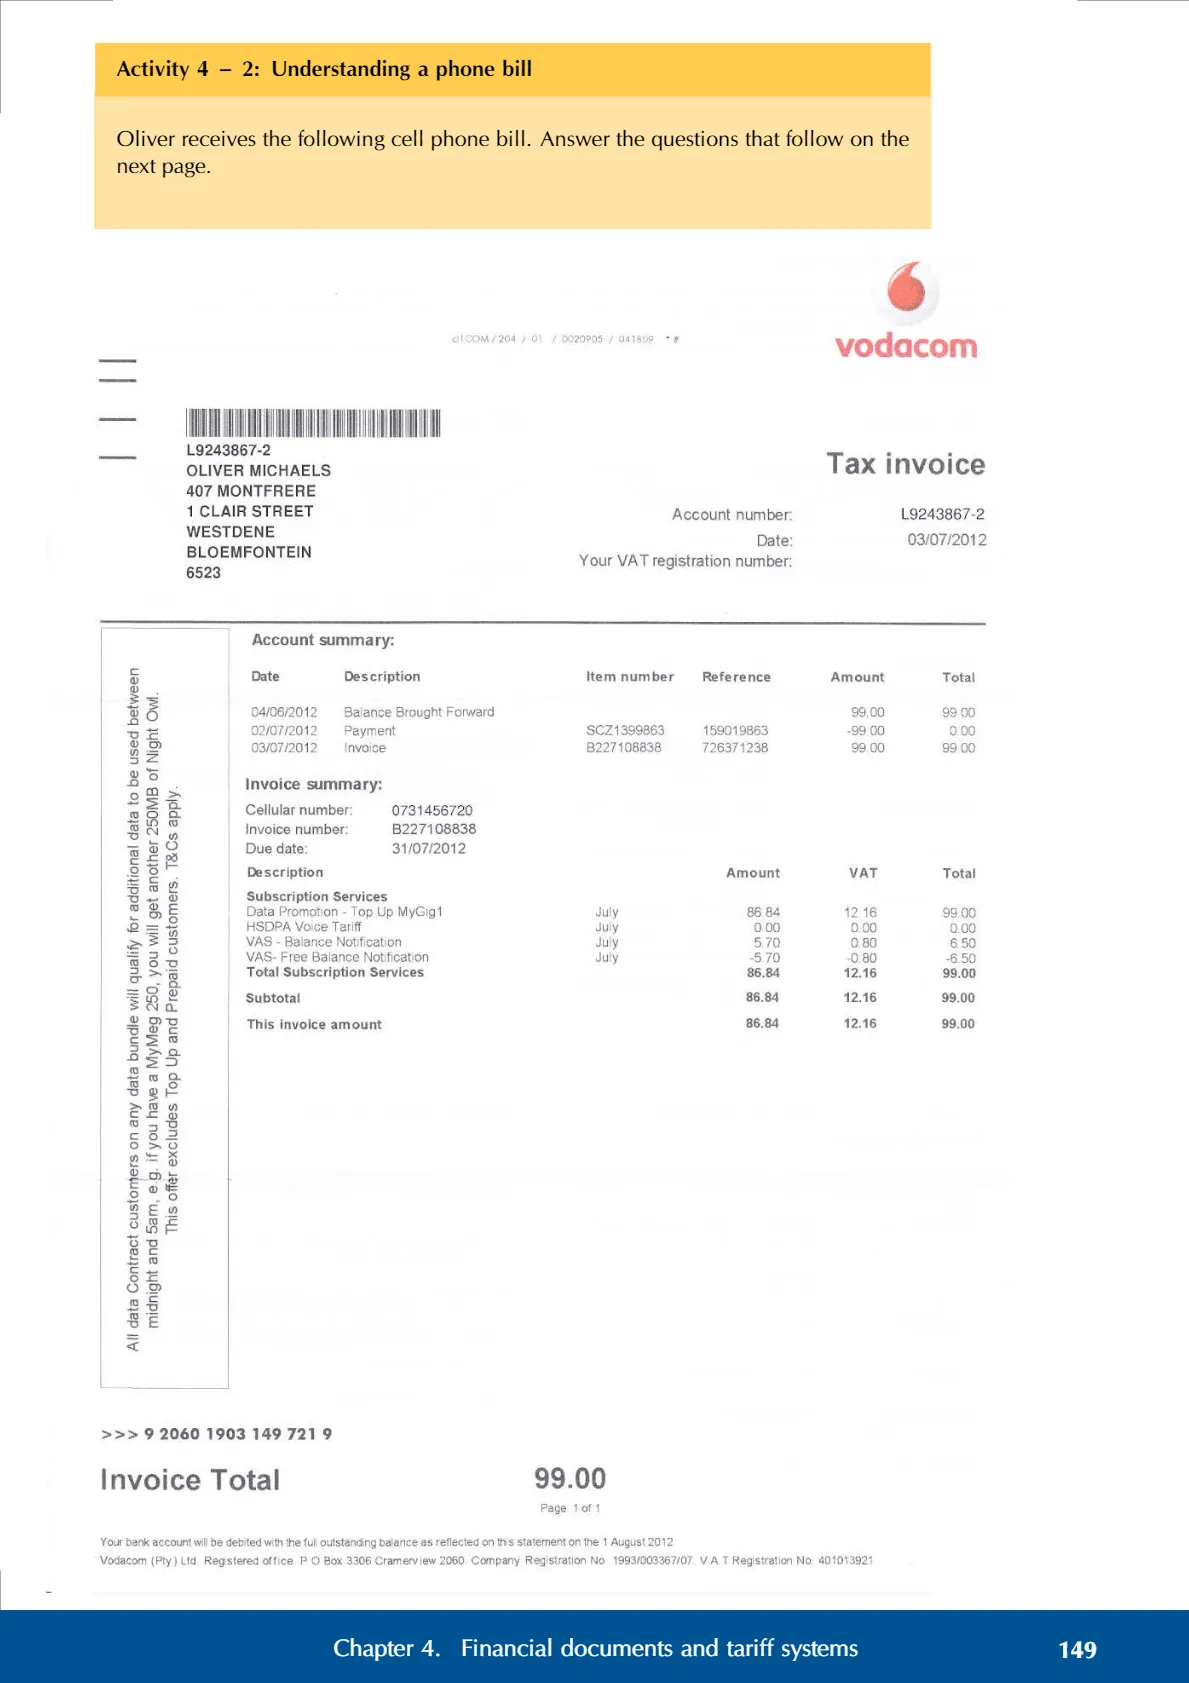 Activity 4 – 2: Understanding a phone bill
Oliver receives the following cell phone bill. Answer the questions that follow on the
next page.
/ 204 / 01 / 0020905 / 041809 * #
vodacom
L9243867-2
OLIVER MICHAELS
407 MONTFRERE
1 CLAIR STREET
WESTDENE
BLOEMFONTEIN
6523
Tax invoice
Account number: L9243867-2
Date: 03/07/2012
Your VAT registration number:
All data Contract customers on any data bundle will qualify for additional data to be used between
midnight and 5am, e.g. if you have a MyMeg 250, you will get another 250MB of Night Owl.
This offer excludes Top Up and Prepaid customers. T&Cs apply.
Account summary:
Date Description Item number Reference Amount Total
04/06/2012 Balance Brought Forward 99.00 99.00
02/07/2012 Payment SCZ1399863 159019863 -99.00 0.00
03/07/2012 Invoice B227108838 726371238 99.00 99.00
Invoice summary:
Cellular number: 0731456720
Invoice number: B227108838
Due date: 31/07/2012
Description Amount VAT Total
Subscription Services
Data Promotion - Top Up MyGig1 July 86.84 12.16 99.00
HSDPA Voice Tariff July 0.00 0.00 0.00
VAS - Balance Notification July 5.70 0.80 6.50
VAS- Free Balance Notification July -5.70 -0.80 -6.50
Total Subscription Services 86.84 12.16 99.00
Subtotal 86.84 12.16 99.00
This invoice amount 86.84 12.16 99.00
>>> 9 2060 1903 149 721 9
Invoice Total 99.00
Page 1 of 1
Your bank account will be debited with the full outstanding balance as reflected on this statement on the 1 August 2012
Vodacom (Pty) Ltd. Registered office P O Box 3306 Cramerview 2060. Company Registration No 1993/003367/07. V A T Registration No. 401013921
Chapter 4. Financial documents and tariff systems 149